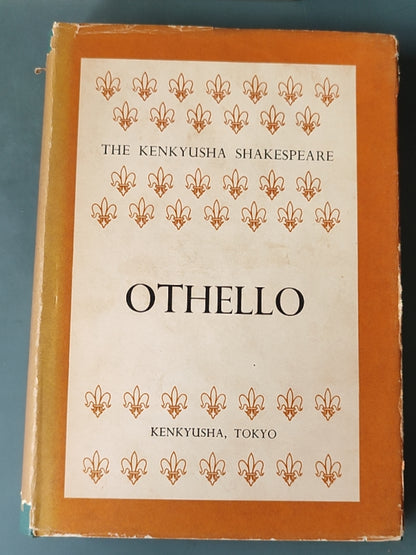 THE KENKYUSHA SHAKESPEARE
OTHELLO
KENKYUSHA, TOKYO